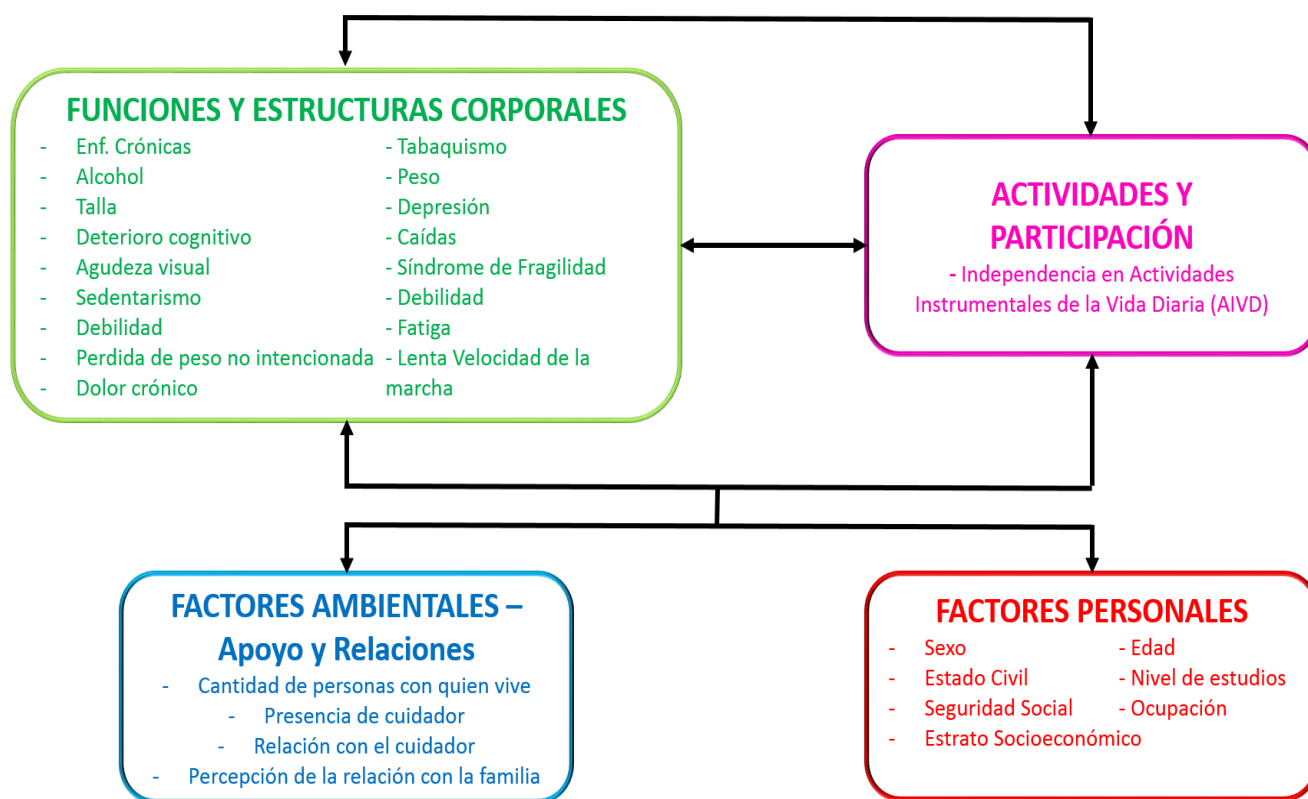 FUNCIONES Y ESTRUCTURAS CORPORALES
- Enf. Crónicas - Tabaquismo
- Alcohol - Peso
- Talla - Depresión
- Deterioro cognitivo - Caídas
- Agudeza visual - Síndrome de Fragilidad
- Sedentarismo - Debilidad
- Debilidad - Fatiga
- Perdida de peso no intencionada - Lenta Velocidad de la
- Dolor crónico marcha
ACTIVIDADES Y
PARTICIPACIÓN
- Independencia en Actividades
Instrumentales de la Vida Diaria (AIVD)
FACTORES AMBIENTALES –
Apoyo y Relaciones
- Cantidad de personas con quien vive
- Presencia de cuidador
- Relación con el cuidador
- Percepción de la relación con la familia
FACTORES PERSONALES
- Sexo - Edad
- Estado Civil - Nivel de estudios
- Seguridad Social - Ocupación
- Estrato Socioeconómico